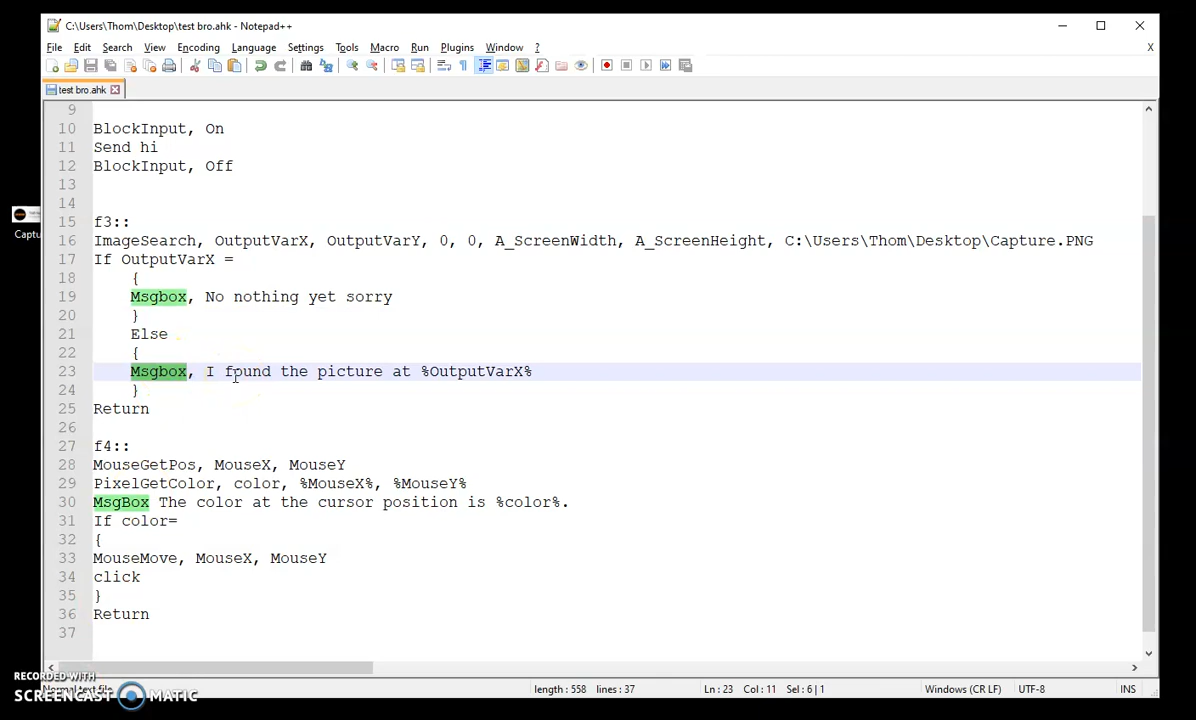 C:\Users\Thom\Desktop\test bro.ahk - Notepad++
File Edit Search View Encoding Language Settings Tools Macro Run Plugins Window ? X
test bro.ahk
9
10 BlockInput, On
11 Send hi
12 BlockInput, Off
13
14
15 f3::
16 ImageSearch, OutputVarX, OutputVarY, 0, 0, A_ScreenWidth, A_ScreenHeight, C:\Users\Thom\Desktop\Capture.PNG
17 If OutputVarX =
18 {
19 Msgbox, No nothing yet sorry
20 }
21 Else
22 {
23 Msgbox, I found the picture at %OutputVarX%
24 }
25 Return
26
27 f4::
28 MouseGetPos, MouseX, MouseY
29 PixelGetColor, color, %MouseX%, %MouseY%
30 MsgBox The color at the cursor position is %color%.
31 If color=
32 {
33 MouseMove, MouseX, MouseY
34 click
35 }
36 Return
37
Captu
RECORDED WITH
SCREENCAST MATIC
Normal text file length : 558 lines : 37 Ln : 23 Col : 11 Sel : 6 | 1 Windows (CR LF) UTF-8 INS